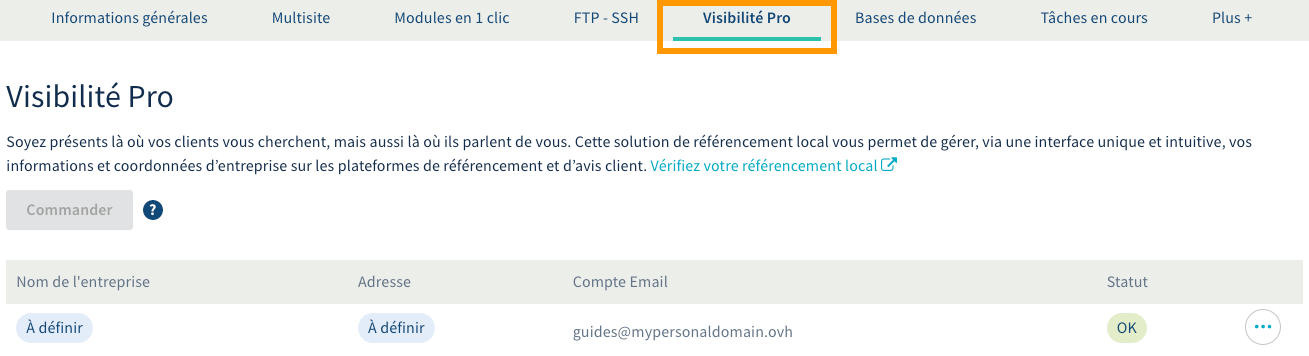 Informations générales Multisite Modules en 1 clic FTP - SSH Visibilité Pro Bases de données Tâches en cours Plus +
Visibilité Pro
Soyez présents là où vos clients vous cherchent, mais aussi là où ils parlent de vous. Cette solution de référencement local vous permet de gérer, via une interface unique et intuitive, vos
informations et coordonnées d’entreprise sur les plateformes de référencement et d’avis client. Vérifiez votre référencement local
Commander ?
Nom de l'entreprise Adresse Compte Email Statut
À définir À définir guides@mypersonaldomain.ovh OK ...